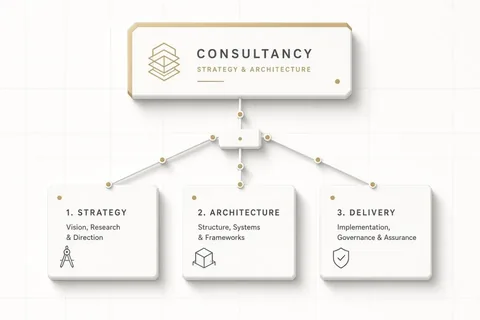 CONSULTANCY
STRATEGY & ARCHITECTURE
1. STRATEGY
Vision, Research
& Direction
2. ARCHITECTURE
Structure, Systems
& Frameworks
3. DELIVERY
Implementation,
Governance & Assurance